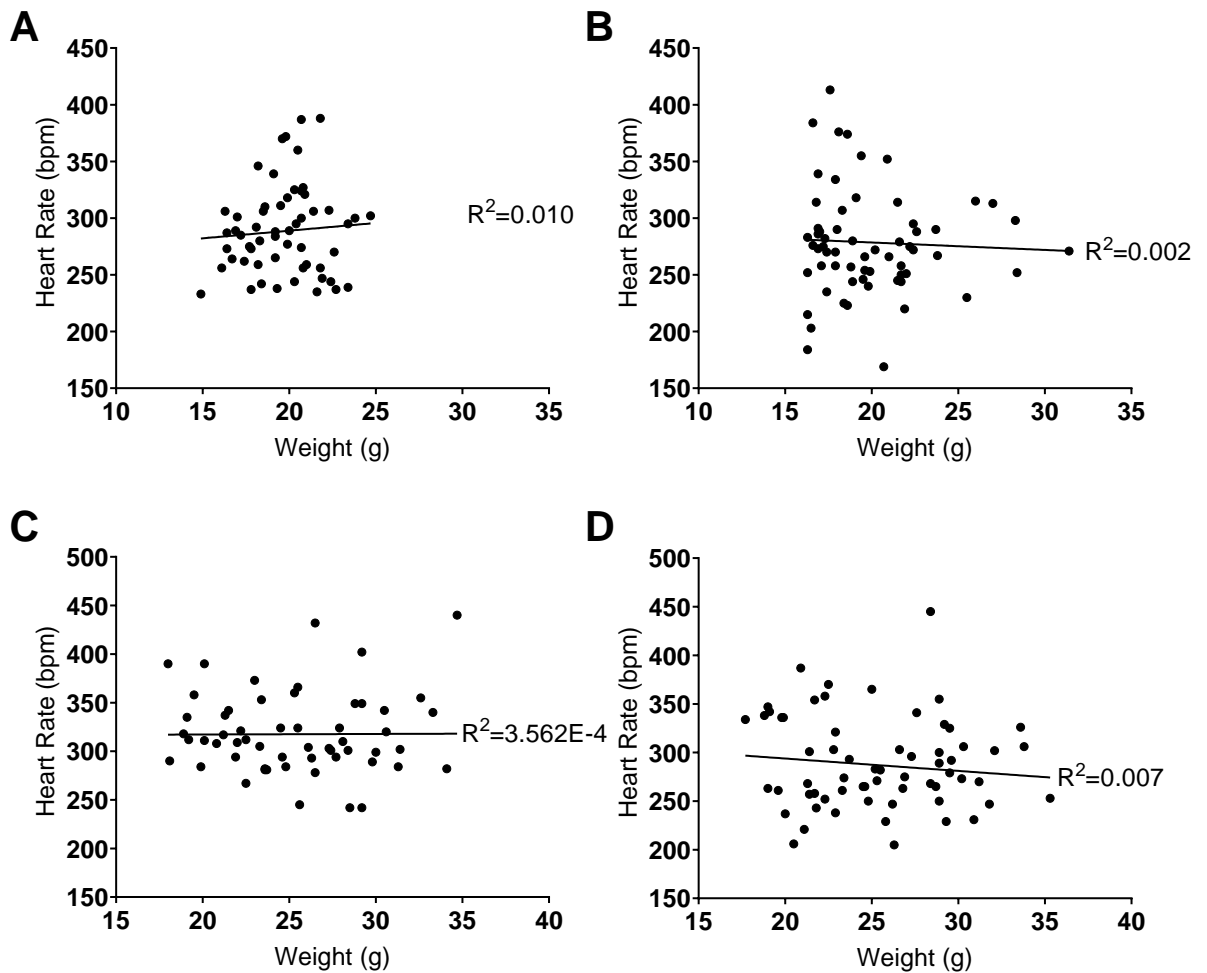 A
450
400
350
300
250
200
150
Heart Rate (bpm)
R²=0.010
10 15 20 25 30 35
Weight (g)
B
450
400
350
300
250
200
150
Heart Rate (bpm)
R²=0.002
10 15 20 25 30 35
Weight (g)
C
500
450
400
350
300
250
200
150
Heart Rate (bpm)
R²=3.562E-4
15 20 25 30 35 40
Weight (g)
D
500
450
400
350
300
250
200
150
Heart Rate (bpm)
R²=0.007
15 20 25 30 35 40
Weight (g)